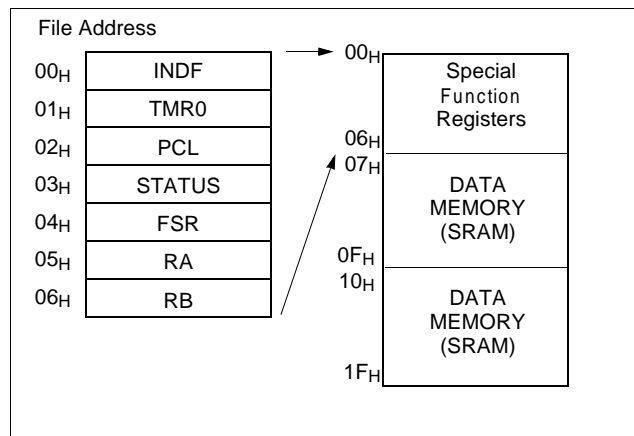 File Address
00H INDF
01H TMR0
02H PCL
03H STATUS
04H FSR
05H RA
06H RB
00H
Special
Function
Registers
06H
07H
DATA
MEMORY
(SRAM)
0FH
10H
DATA
MEMORY
(SRAM)
1FH